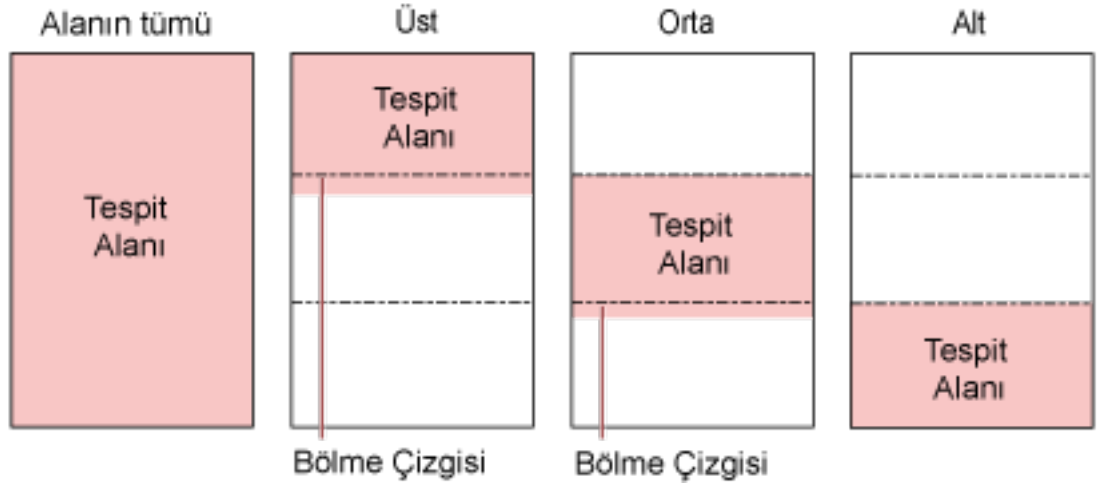 Alanın tümü
Üst
Orta
Alt
Tespit
Alanı
Tespit
Alanı
Tespit
Alanı
Tespit
Alanı
Bölme Çizgisi
Bölme Çizgisi